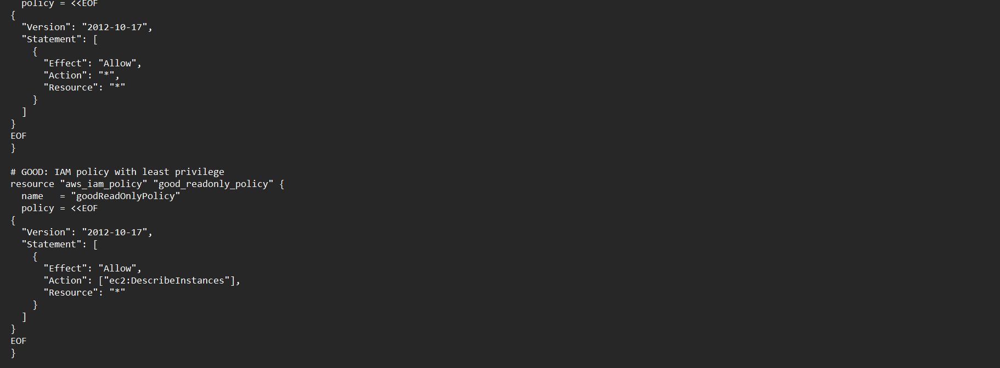 policy = <<EOF
{
  "Version": "2012-10-17",
  "Statement": [
    {
      "Effect": "Allow",
      "Action": "*",
      "Resource": "*"
    }
  ]
}
EOF
}

# GOOD: IAM policy with least privilege
resource "aws_iam_policy" "good_readonly_policy" {
  name   = "goodReadOnlyPolicy"
  policy = <<EOF
{
  "Version": "2012-10-17",
  "Statement": [
    {
      "Effect": "Allow",
      "Action": ["ec2:DescribeInstances"],
      "Resource": "*"
    }
  ]
}
EOF
}